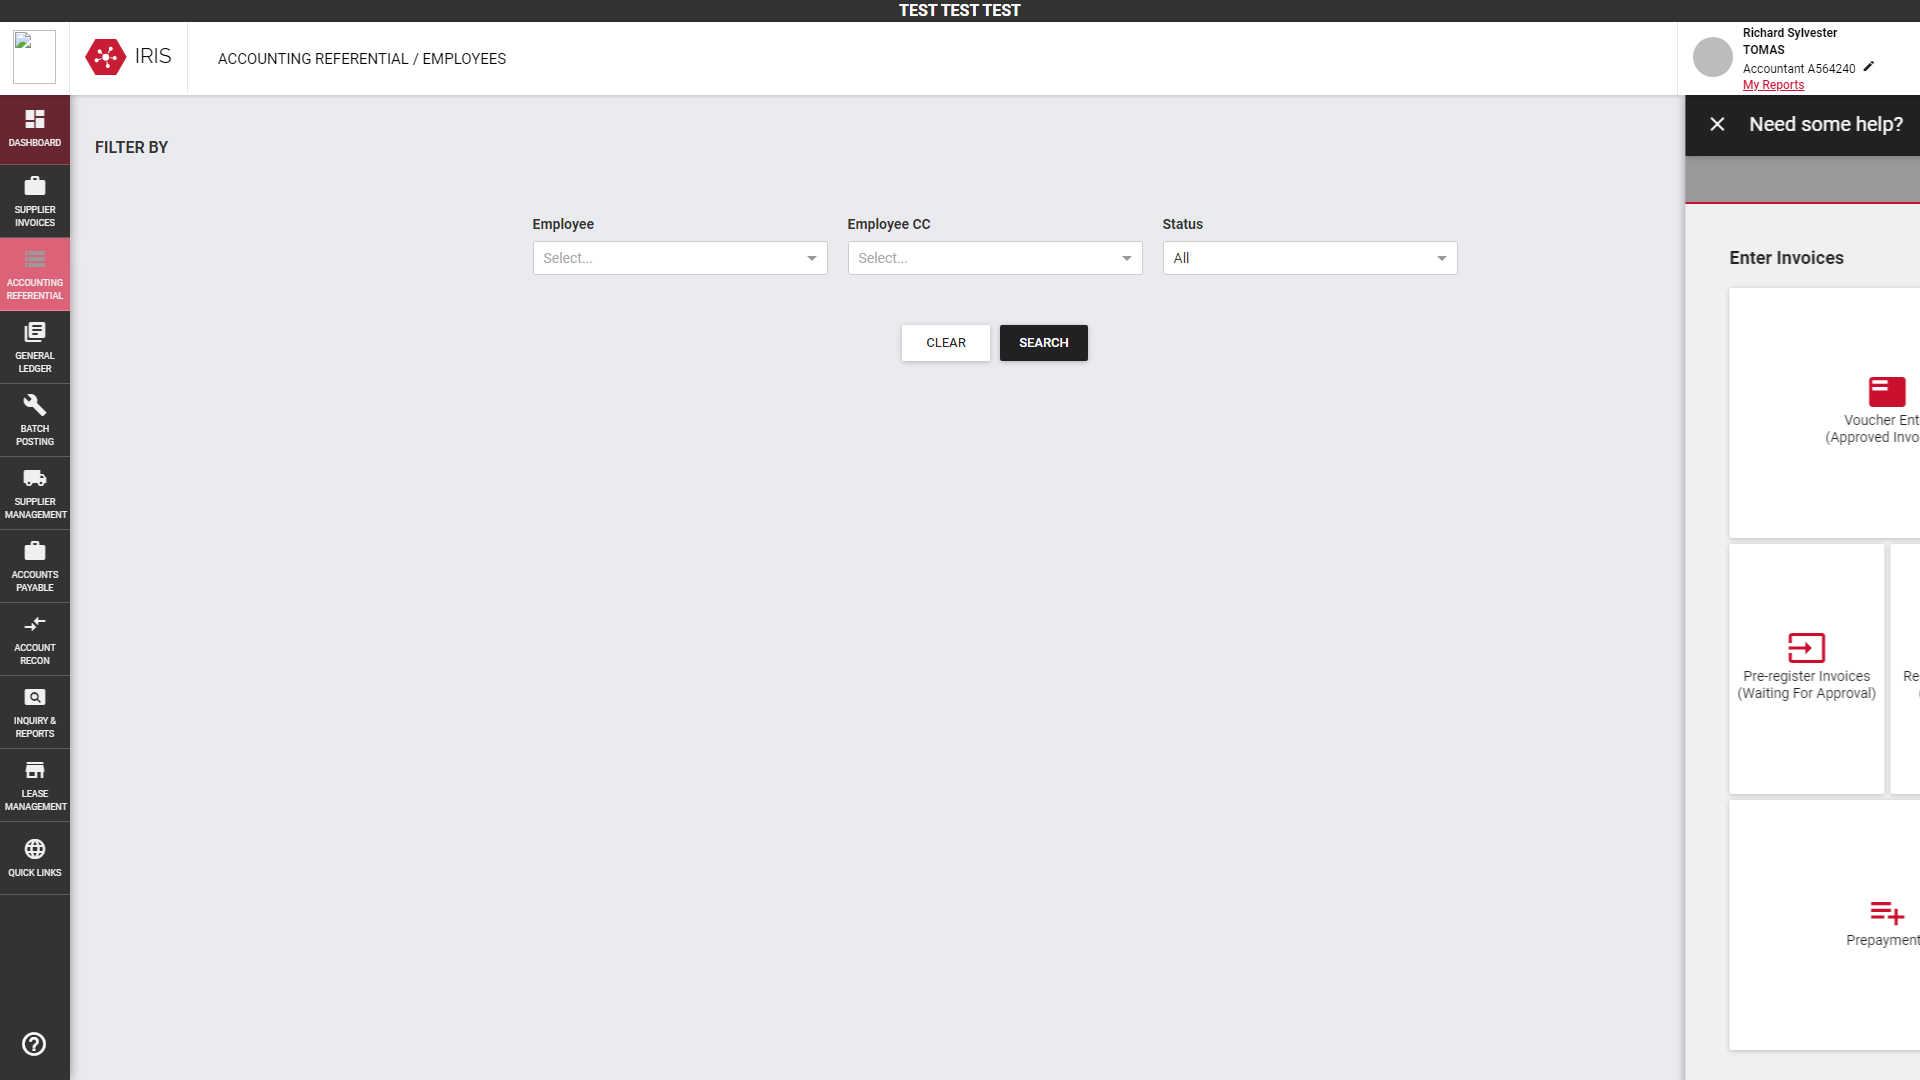 TEST TEST TEST
IRIS
ACCOUNTING REFERENTIAL / EMPLOYEES
Richard Sylvester
TOMAS
Accountant A564240
My Reports
DASHBOARD
SUPPLIER
INVOICES
ACCOUNTING
REFERENTIAL
GENERAL
LEDGER
BATCH
POSTING
SUPPLIER
MANAGEMENT
ACCOUNTS
PAYABLE
ACCOUNT
RECON
INQUIRY &
REPORTS
LEASE
MANAGEMENT
QUICK LINKS
FILTER BY
Employee
Select...
Employee CC
Select...
Status
All
CLEAR
SEARCH
Need some help?
Enter Invoices
Voucher Ent
(Approved Invo
Pre-register Invoices
(Waiting For Approval)
Re
Prepayment